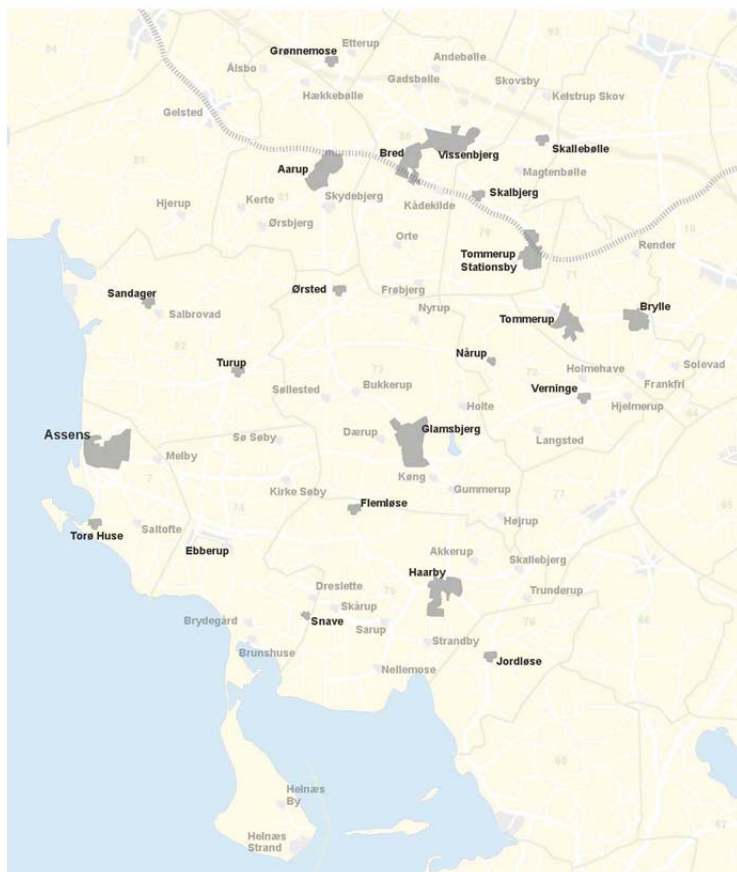 Grønnemose
Etterup
Andebølle
Ålsbo
Gadsbølle
Skovsby
Hækkebølle
Kelstrup Skov
Gelsted
Skallebølle
Bred
Vissenbjerg
Aarup
Magtenbølle
Skalbjerg
Hjerup
Kerte
Skydebjerg
Kådekilde
Ørsbjerg
Orte
Tommerup
Stationsby
Render
Sandager
Ørsted
Frøbjerg
Salbrovad
Nyrup
Tommerup
Brylle
Turup
Nårup
Solevad
Søllested
Bukkerup
Holmehave
Frankfri
Verninge
Hjelmerup
Holte
Assens
Sø Søby
Dærup
Glamsbjerg
Langsted
Melby
Køng
Kirke Søby
Gummerup
Flemløse
Højrup
Torø Huse
Saltofte
Ebberup
Akkerup
Skallebjerg
Haarby
Dreslette
Trunderup
Brydegård
Skårup
Snave
Sarup
Strandby
Brunshuse
Nellemose
Jordløse
Helnæs
By
Helnæs
Strand